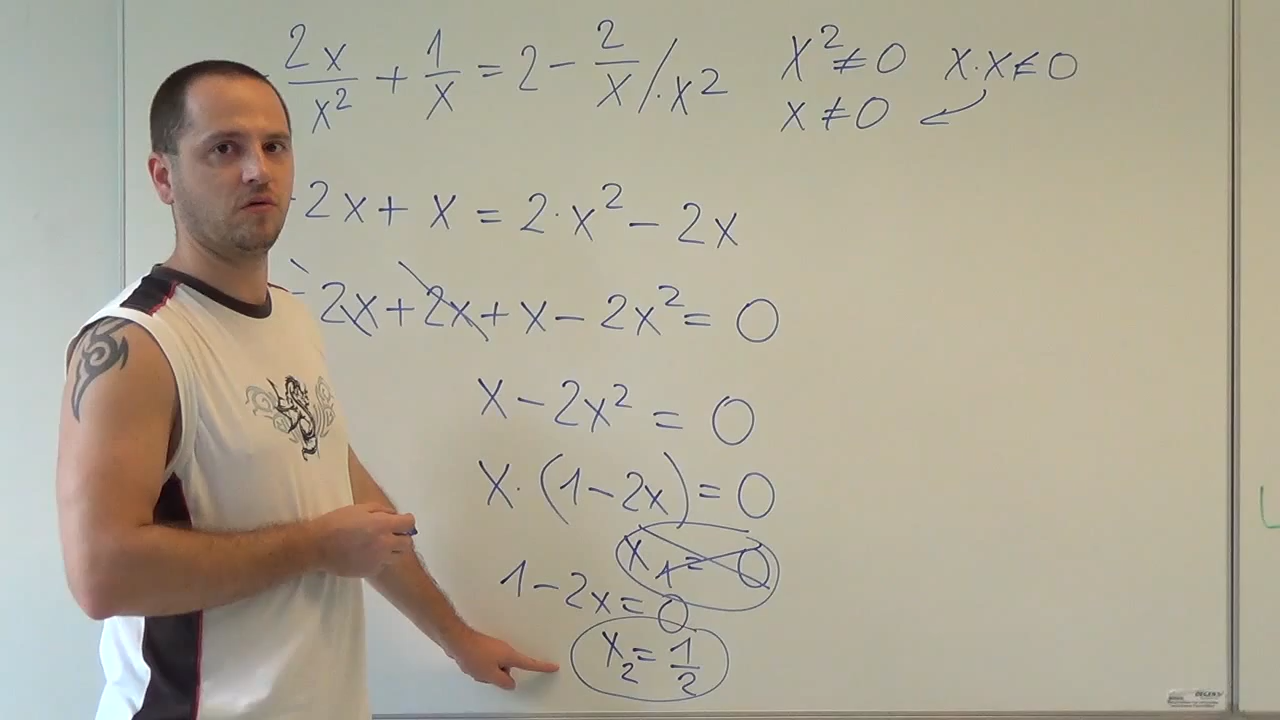 2x/x² + 1/x = 2 - 2/x /·x²
x² ≠ 0 x·x ≠ 0
x ≠ 0
-2x + x = 2·x² - 2x
-2x + 2x + x - 2x² = 0
x - 2x² = 0
x·(1-2x) = 0
x₁ = 0
1-2x = 0
x₂ = 1/2